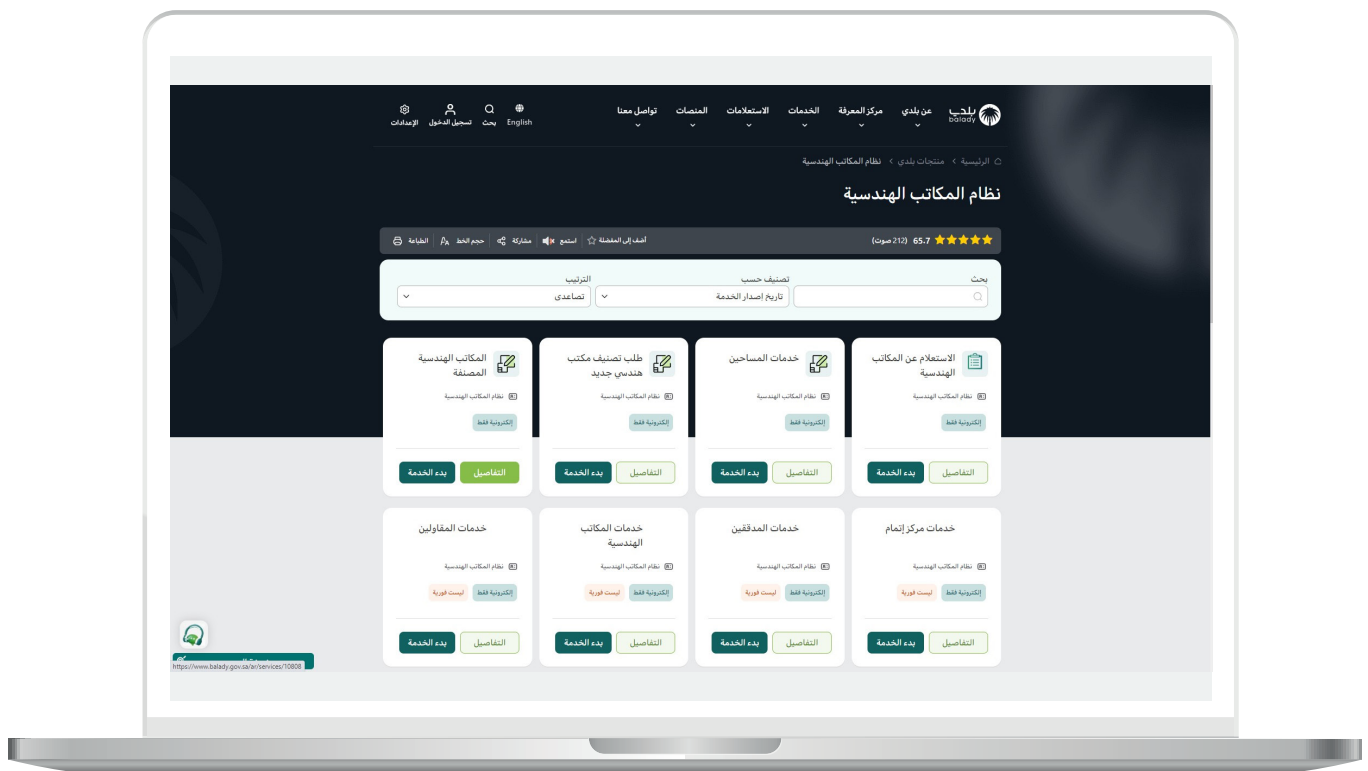 بلدي
balady
عن بلدي
مركز المعرفة
الخدمات
الاستعلامات
المنصات
تواصل معنا
English
بحث
تسجيل الدخول
الإعدادات
الرئيسية > منتجات بلدي > نظام المكاتب الهندسية
نظام المكاتب الهندسية
65.7 (212 صوت)
أضف إلى المفضلة
استمع
مشاركة
حجم الخط
الطباعة
بحث
تصنيف حسب
الترتيب
تاريخ إصدار الخدمة
تصاعدى
الاستعلام عن المكاتب
الهندسية
نظام المكاتب الهندسية
إلكترونية فقط
التفاصيل
بدء الخدمة
خدمات المساحين
نظام المكاتب الهندسية
إلكترونية فقط
التفاصيل
بدء الخدمة
طلب تصنيف مكتب
هندسي جديد
نظام المكاتب الهندسية
إلكترونية فقط
التفاصيل
بدء الخدمة
المكاتب الهندسية
المصنفة
نظام المكاتب الهندسية
إلكترونية فقط
التفاصيل
بدء الخدمة
خدمات مركز إتمام
نظام المكاتب الهندسية
إلكترونية فقط
ليست فورية
التفاصيل
بدء الخدمة
خدمات المدققين
نظام المكاتب الهندسية
إلكترونية فقط
ليست فورية
التفاصيل
بدء الخدمة
خدمات المكاتب
الهندسية
نظام المكاتب الهندسية
إلكترونية فقط
ليست فورية
التفاصيل
بدء الخدمة
خدمات المقاولين
نظام المكاتب الهندسية
إلكترونية فقط
ليست فورية
التفاصيل
بدء الخدمة
https://www.balady.gov.sa/ar/services/10808